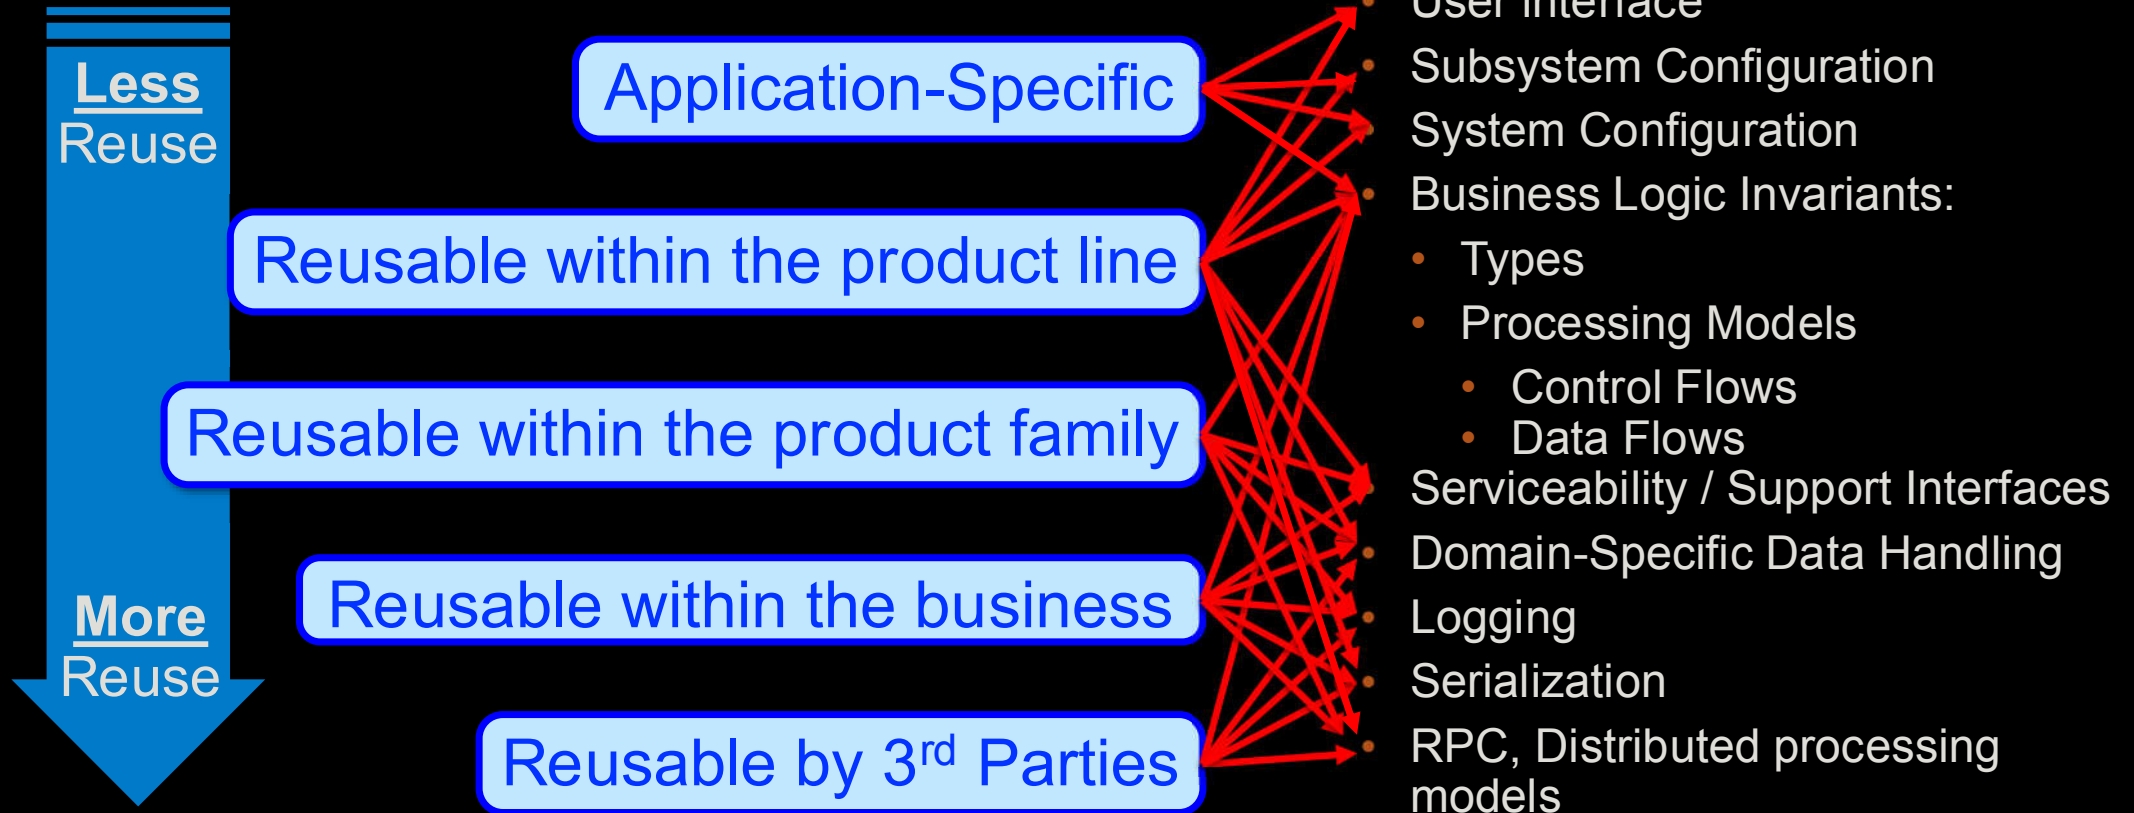 Less
Reuse
More
Reuse
Application-Specific
Reusable within the product line
Reusable within the product family
Reusable within the business
Reusable by 3rd Parties
• User Interface
• Subsystem Configuration
• System Configuration
• Business Logic Invariants:
• Types
• Processing Models
• Control Flows
• Data Flows
• Serviceability / Support Interfaces
• Domain-Specific Data Handling
• Logging
• Serialization
• RPC, Distributed processing
models